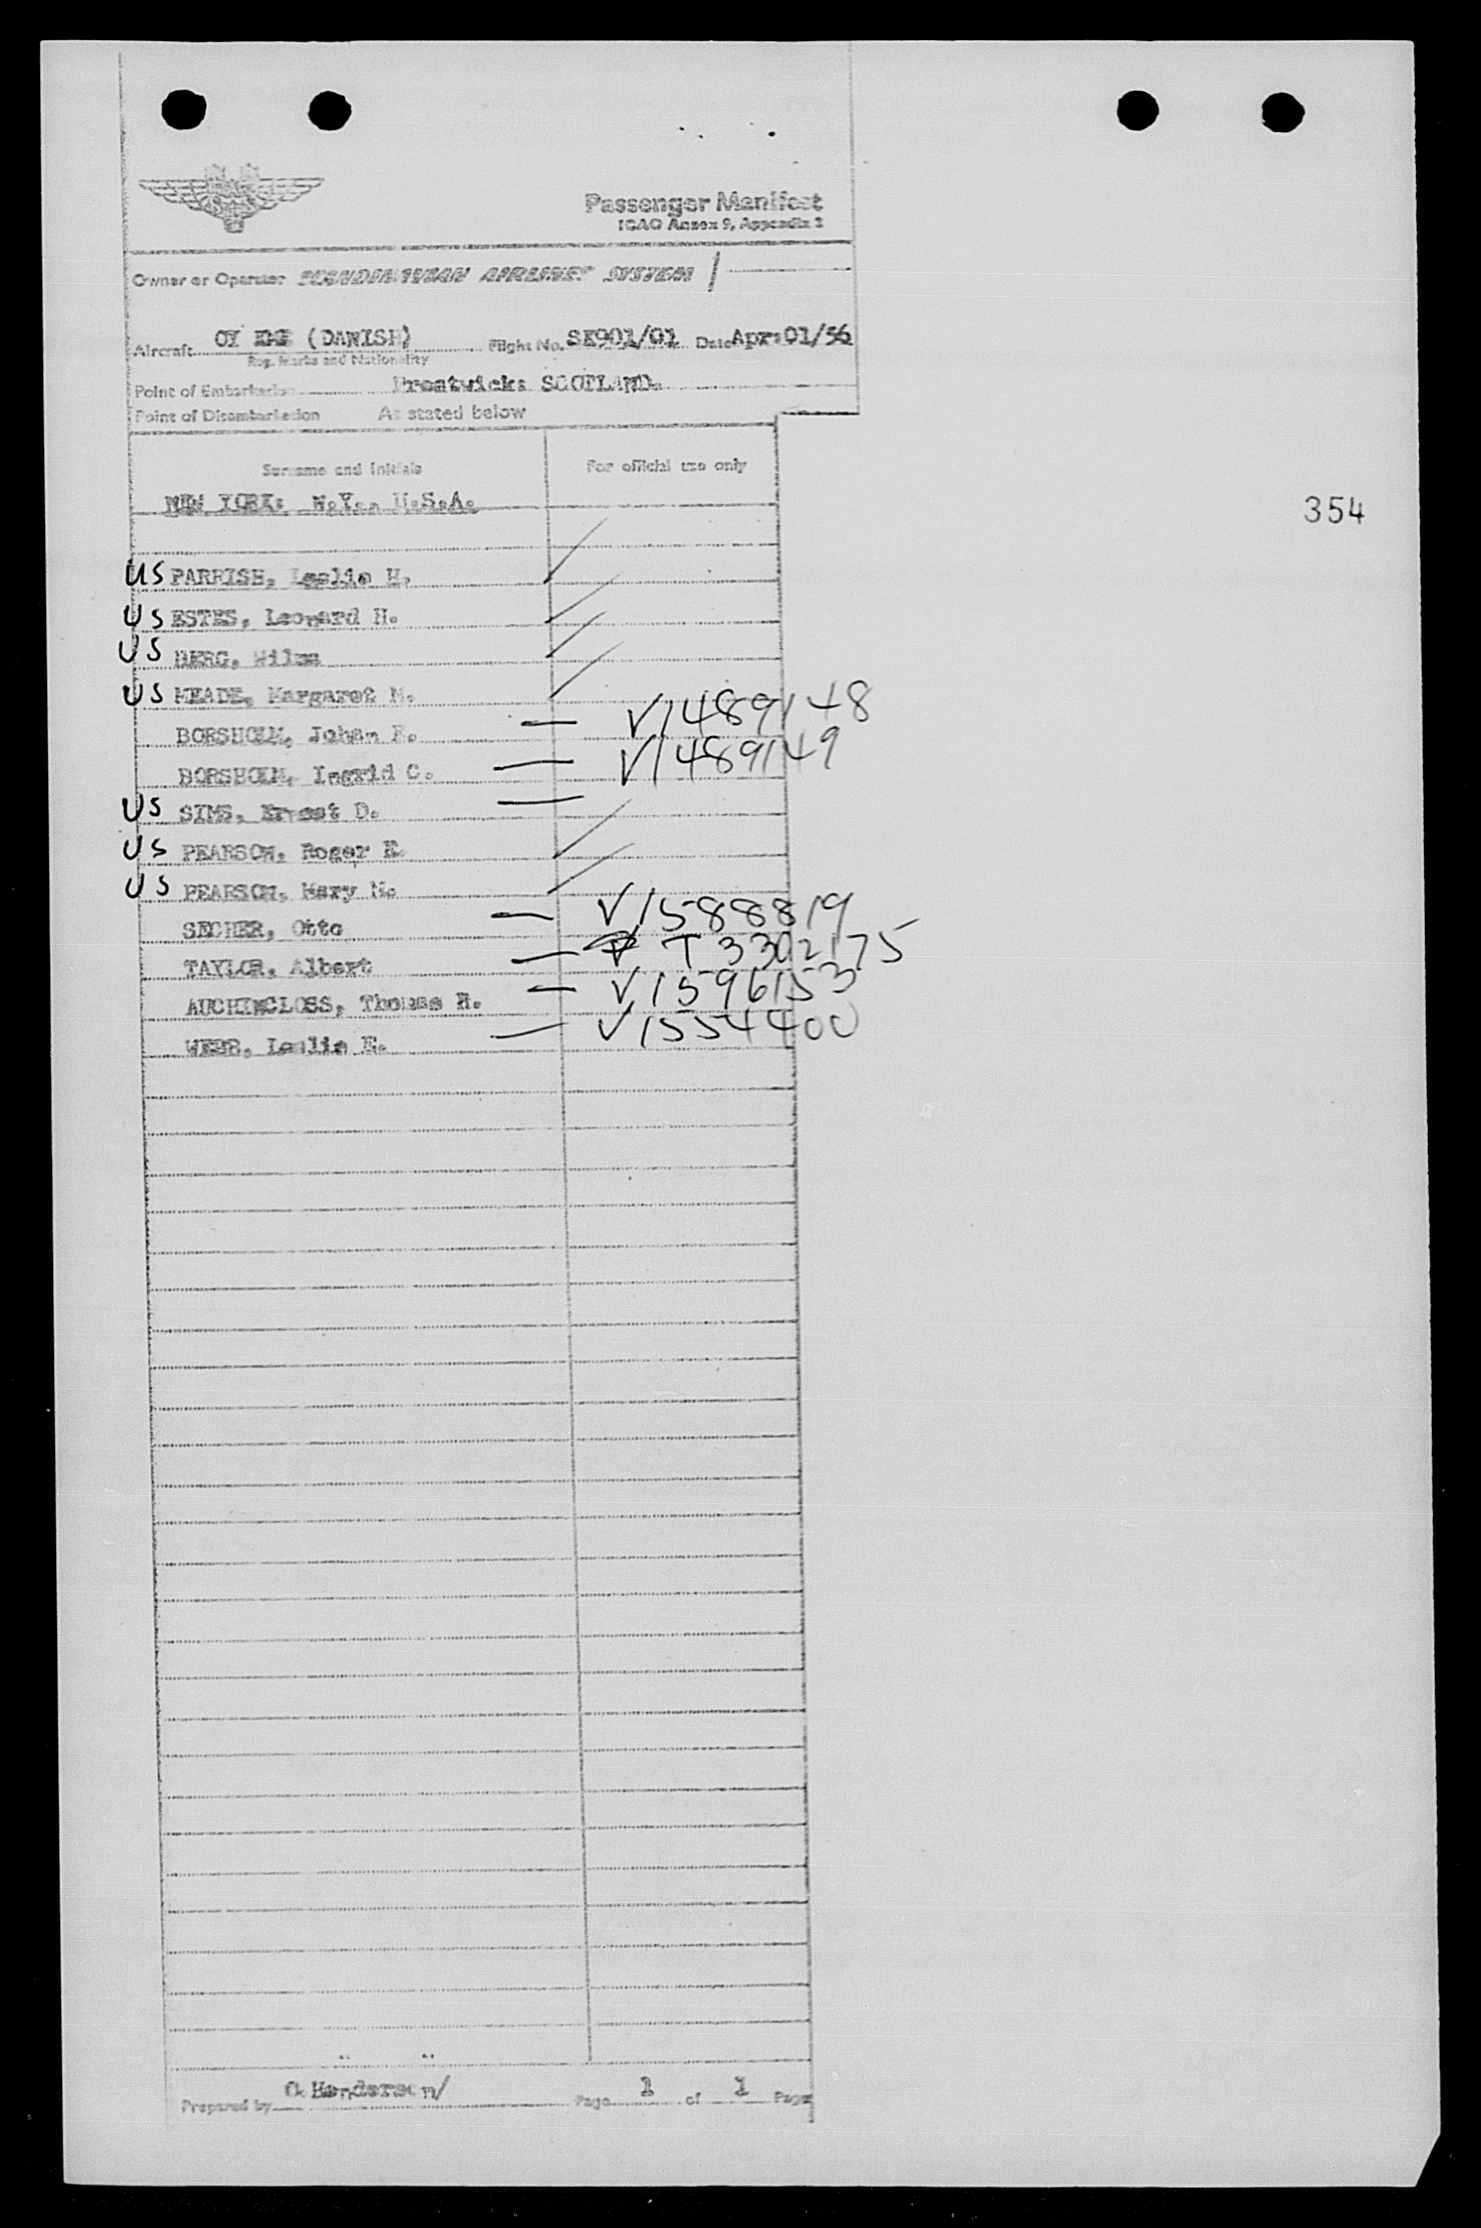 Passenger Manifest
ICAO Annex 9, Appendix 2
Owner or Operator SCANDINAVIAN AIRLINES SYSTEM
Aircraft OY (DANISH) Flight No. SK901/01 Date Apr:01/56
Reg. Marks and Nationality
Point of Embarkation Prestwick: SCOTLAND.
Point of Disembarkation As stated below
Surname and Initials For official use only
NEW YORK: N.Y., U.S.A.
354
US PARRISH, Leslie H.
US ESTES, Leonard H.
US BERG, Wilma
US MEADE, Margaret M.
BORSHOLM, Johan F. — V1489148
BORSHOLM, Ingrid C. — V1489149
US SIMS, Ernest D. —
US PEARSON, Roger E.
US PEARSON, Mary M.
SECHER, Otto — V1588819
TAYLOR, Albert — T 3302175
AUCHINCLOSS, Thomas R. — V1596153
WEBB, Leslie E. — V1554400
Prepared by C. Henderson/ Page 1 of 1 Pages